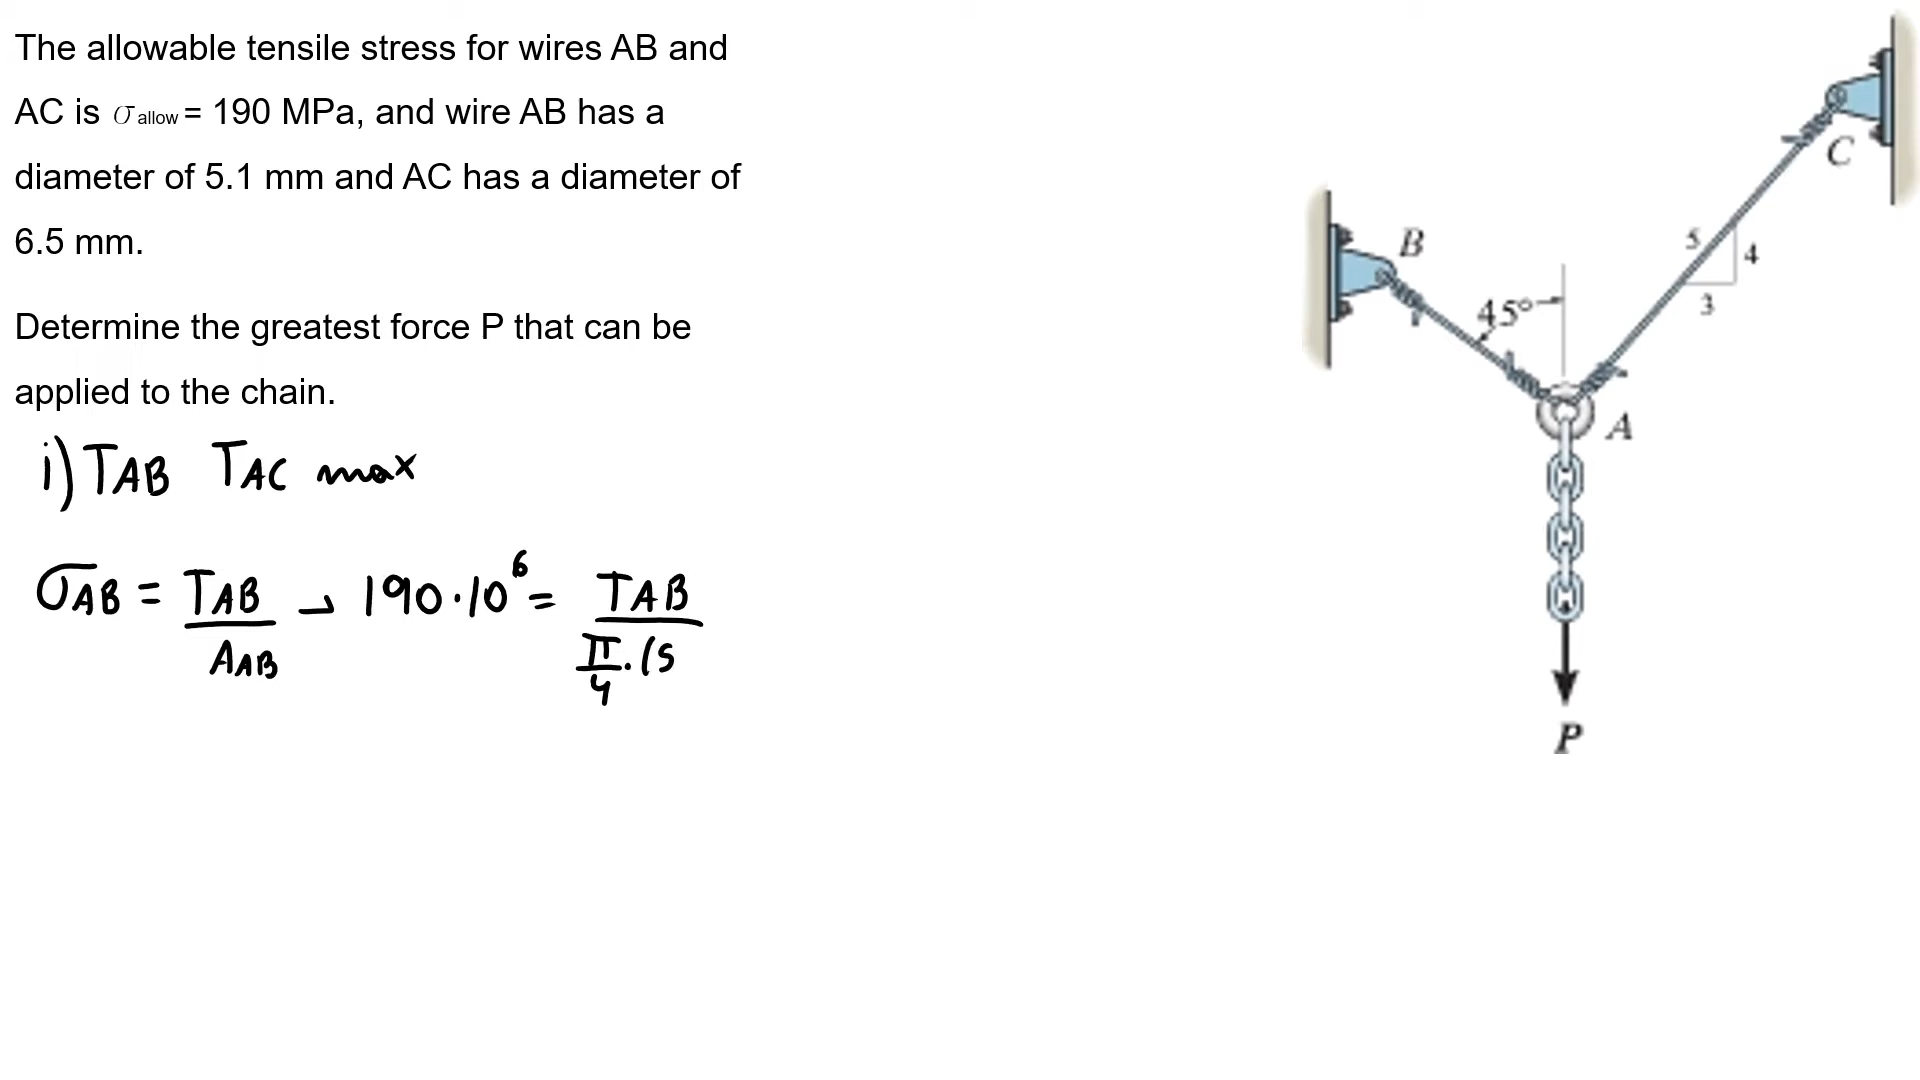 The allowable tensile stress for wires AB and
AC is σallow = 190 MPa, and wire AB has a
diameter of 5.1 mm and AC has a diameter of
6.5 mm.
Determine the greatest force P that can be
applied to the chain.
i) TAB TAC max
σAB = TAB / AAB → 190·10^6 = TAB / π/4 · (5
C
B
5
4
45°
3
A
P